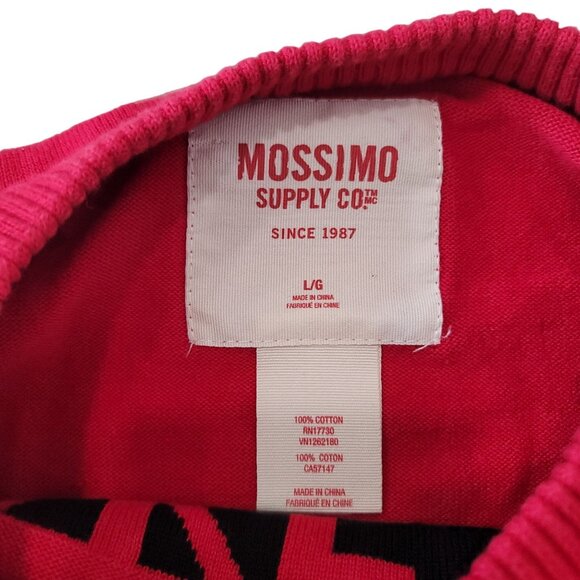 MOSSIMO
SUPPLY CO.™ MC
SINCE 1987
L/G
MADE IN CHINA
FABRIQUÉ EN CHINE
100% COTTON
RN17730
VN1262180
100% COTON
CA57147
MADE IN CHINA
FABRIQUÉ EN CHINE